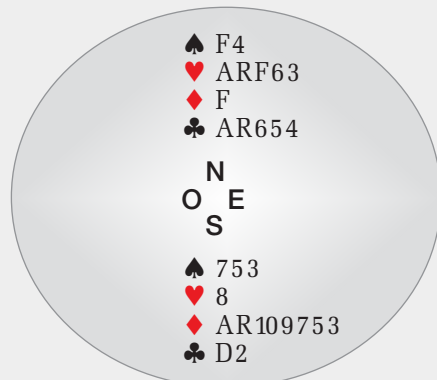 ♠ F4
♥ ARF63
♦ F
♣ AR654
N
O E
S
♠ 753
♥ 8
♦ AR109753
♣ D2